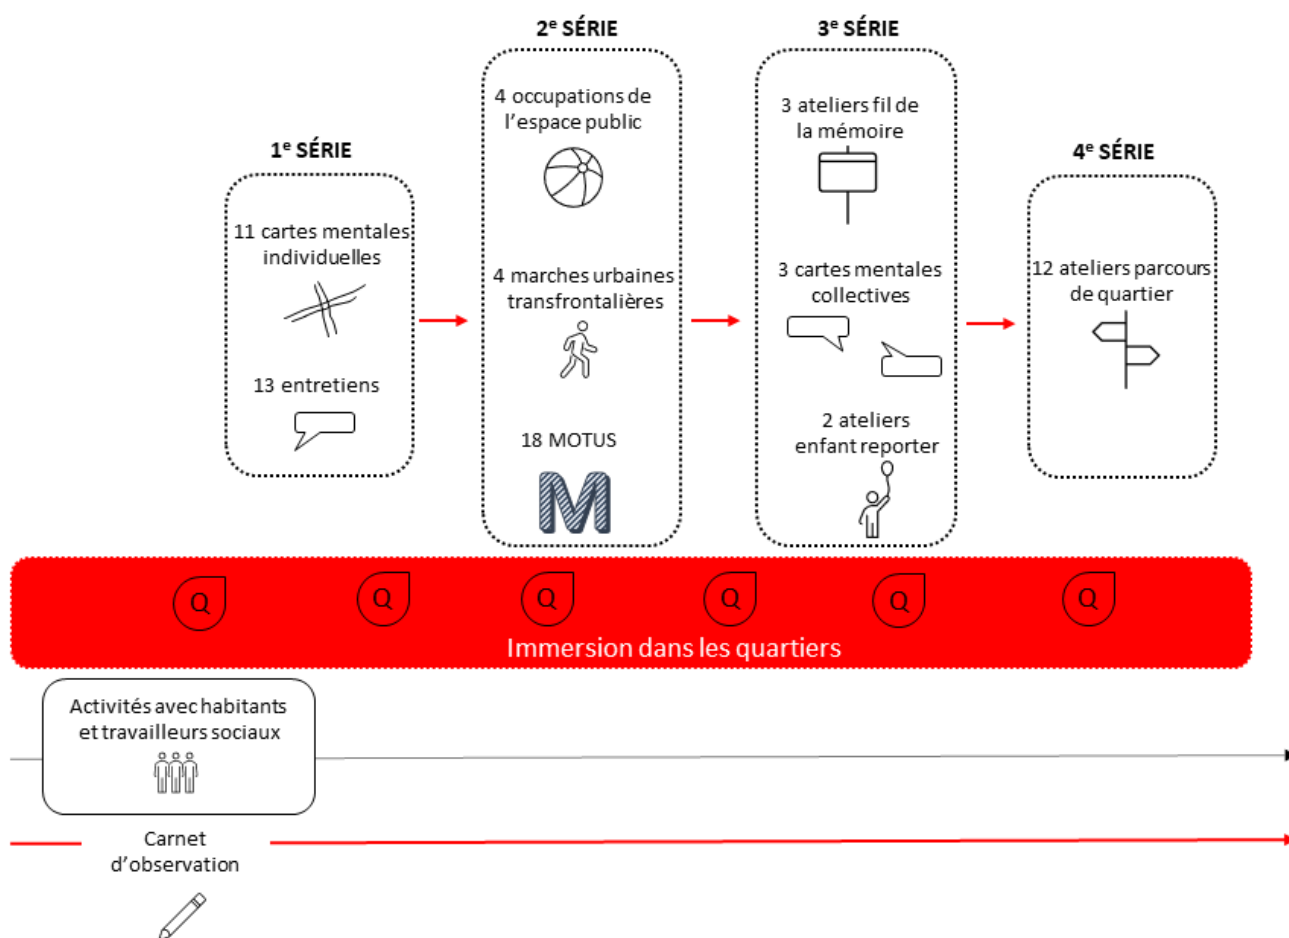 1e SÉRIE
11 cartes mentales
individuelles
13 entretiens
2e SÉRIE
4 occupations de
l'espace public
4 marches urbaines
transfrontalières
18 MOTUS
M
3e SÉRIE
3 ateliers fil de
la mémoire
3 cartes mentales
collectives
2 ateliers
enfant reporter
4e SÉRIE
12 ateliers parcours
de quartier
Q Q Q Q Q Q
Immersion dans les quartiers
Activités avec habitants
et travailleurs sociaux
Carnet
d'observation